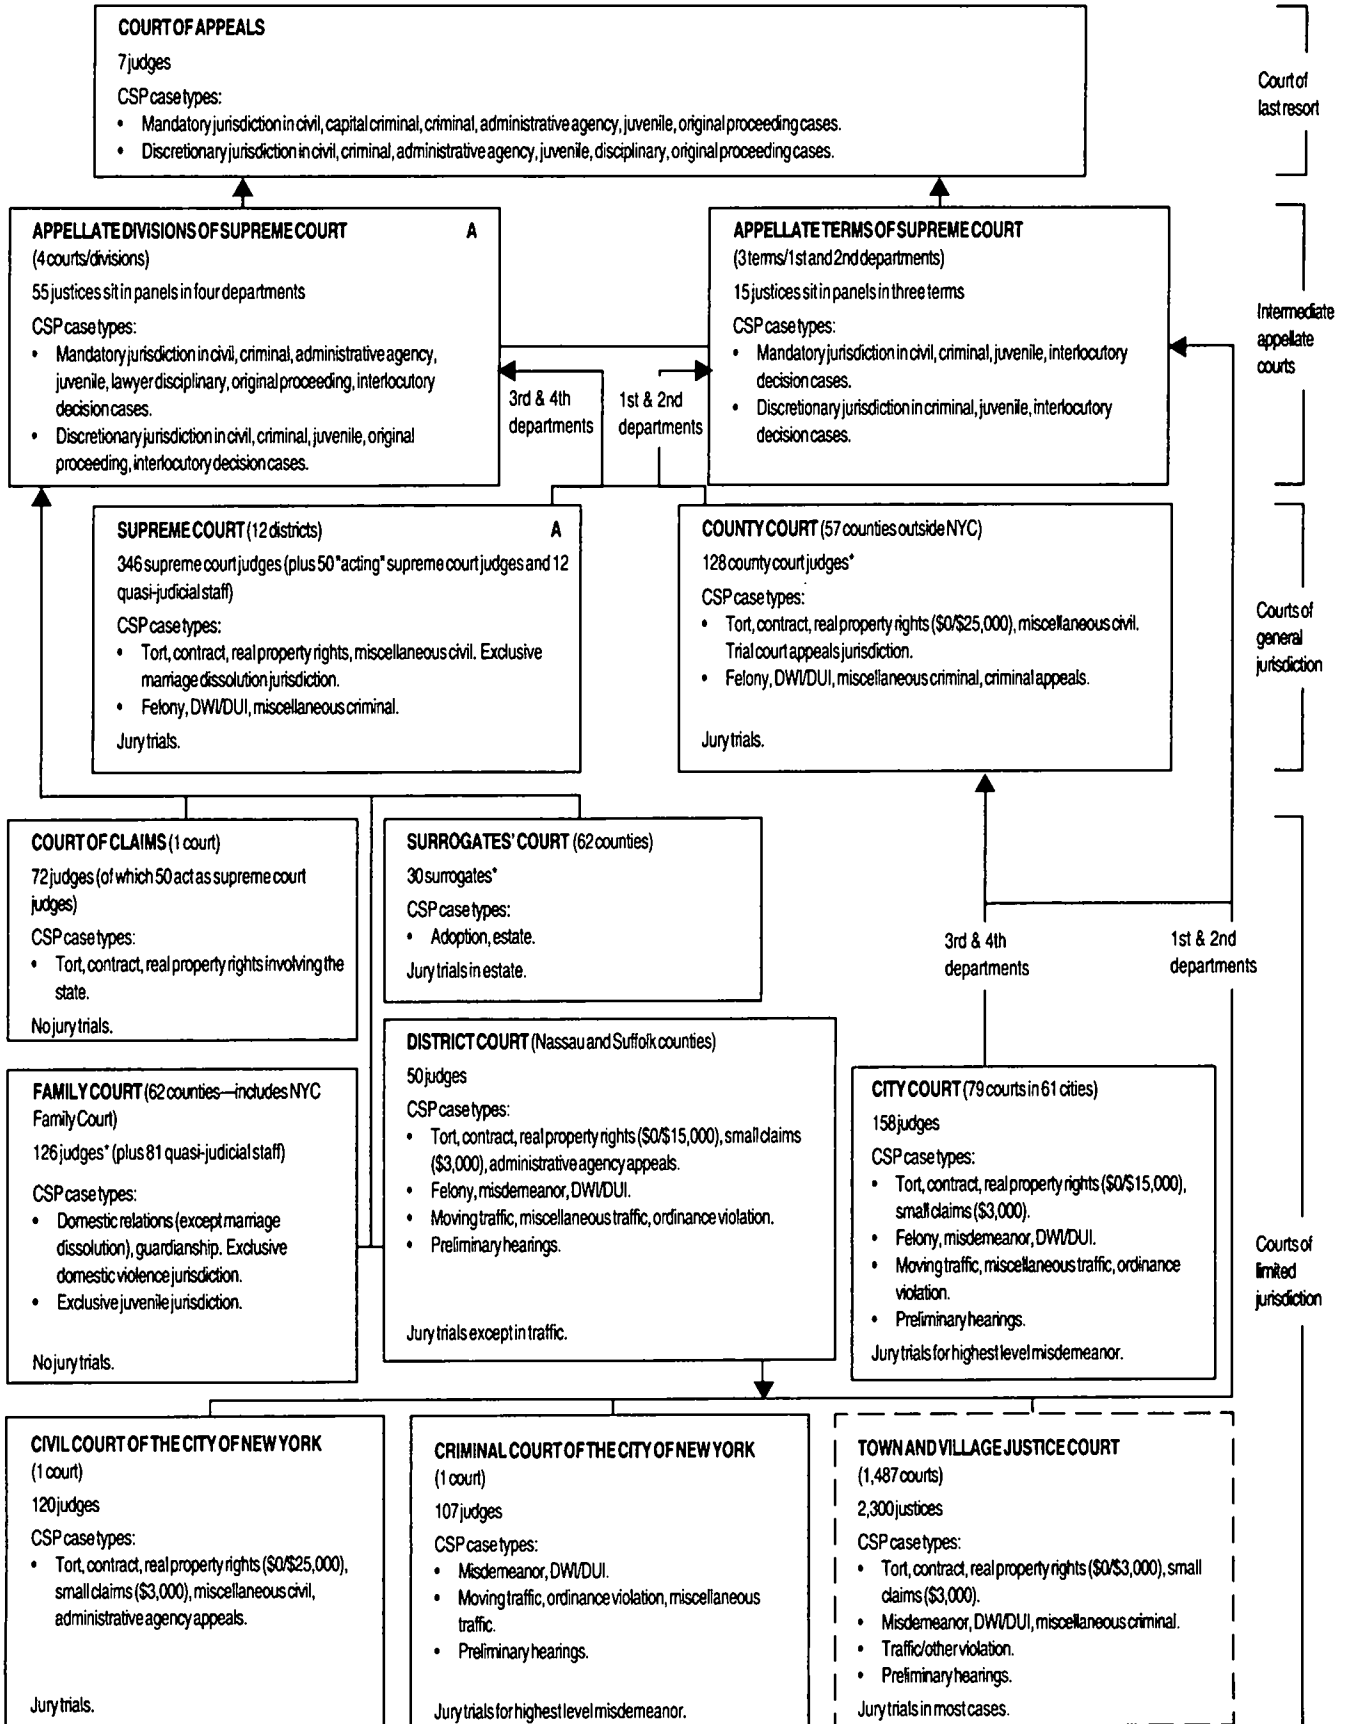 COURT OF APPEALS
7 judges
CSP case types:
• Mandatory jurisdiction in civil, capital criminal, criminal, administrative agency, juvenile, original proceeding cases.
• Discretionary jurisdiction in civil, criminal, administrative agency, juvenile, disciplinary, original proceeding cases.
Court of
last resort
APPELLATE DIVISIONS OF SUPREME COURT A
(4 courts/divisions)
55 justices sit in panels in four departments
CSP case types:
• Mandatory jurisdiction in civil, criminal, administrative agency,
juvenile, lawyer disciplinary, original proceeding, interlocutory
decision cases.
• Discretionary jurisdiction in civil, criminal, juvenile, original
proceeding, interlocutory decision cases.
3rd & 4th
departments
1st & 2nd
departments
APPELLATE TERMS OF SUPREME COURT
(3 terms/1st and 2nd departments)
15 justices sit in panels in three terms
CSP case types:
• Mandatory jurisdiction in civil, criminal, juvenile, interlocutory
decision cases.
• Discretionary jurisdiction in criminal, juvenile, interlocutory
decision cases.
Intermediate
appellate
courts
SUPREME COURT (12 districts) A
346 supreme court judges (plus 50 "acting" supreme court judges and 12
quasi-judicial staff)
CSP case types:
• Tort, contract, real property rights, miscellaneous civil. Exclusive
marriage dissolution jurisdiction.
• Felony, DWI/DUI, miscellaneous criminal.
Jury trials.
COUNTY COURT (57 counties outside NYC)
128 county court judges*
CSP case types:
• Tort, contract, real property rights ($0/$25,000), miscellaneous civil.
Trial court appeals jurisdiction.
• Felony, DWI/DUI, miscellaneous criminal, criminal appeals.
Jury trials.
Courts of
general
jurisdiction
COURT OF CLAIMS (1 court)
72 judges (of which 50 act as supreme court
judges)
CSP case types:
• Tort, contract, real property rights involving the
state.
No jury trials.
SURROGATES' COURT (62 counties)
30 surrogates*
CSP case types:
• Adoption, estate.
Jury trials in estate.
3rd & 4th
departments
1st & 2nd
departments
FAMILY COURT (62 counties—includes NYC
Family Court)
126 judges* (plus 81 quasi-judicial staff)
CSP case types:
• Domestic relations (except marriage
dissolution), guardianship. Exclusive
domestic violence jurisdiction.
• Exclusive juvenile jurisdiction.
No jury trials.
DISTRICT COURT (Nassau and Suffolk counties)
50 judges
CSP case types:
• Tort, contract, real property rights ($0/$15,000), small claims
($3,000), administrative agency appeals.
• Felony, misdemeanor, DWI/DUI.
• Moving traffic, miscellaneous traffic, ordinance violation.
• Preliminary hearings.
Jury trials except in traffic.
CITY COURT (79 courts in 61 cities)
158 judges
CSP case types:
• Tort, contract, real property rights ($0/$15,000),
small claims ($3,000).
• Felony, misdemeanor, DWI/DUI.
• Moving traffic, miscellaneous traffic, ordinance
violation.
• Preliminary hearings.
Jury trials for highest level misdemeanor.
Courts of
limited
jurisdiction
CIVIL COURT OF THE CITY OF NEW YORK
(1 court)
120 judges
CSP case types:
• Tort, contract, real property rights ($0/$25,000),
small claims ($3,000), miscellaneous civil,
administrative agency appeals.
Jury trials.
CRIMINAL COURT OF THE CITY OF NEW YORK
(1 court)
107 judges
CSP case types:
• Misdemeanor, DWI/DUI.
• Moving traffic, ordinance violation, miscellaneous
traffic.
• Preliminary hearings.
Jury trials for highest level misdemeanor.
TOWN AND VILLAGE JUSTICE COURT
(1,487 courts)
2,300 justices
CSP case types:
• Tort, contract, real property rights ($0/$3,000), small
claims ($3,000).
• Misdemeanor, DWI/DUI, miscellaneous criminal.
• Traffic/other violation.
• Preliminary hearings.
Jury trials in most cases.